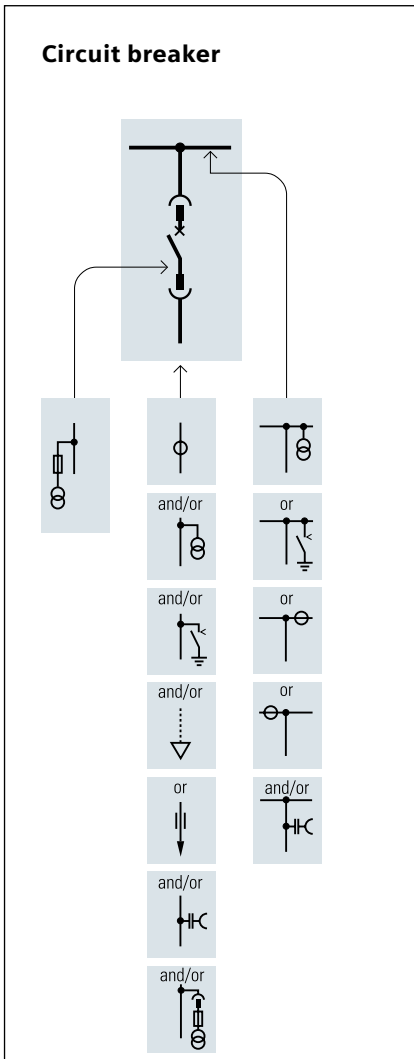 Circuit breaker
and/or
or
and/or
or
and/or
or
or
and/or
and/or
and/or